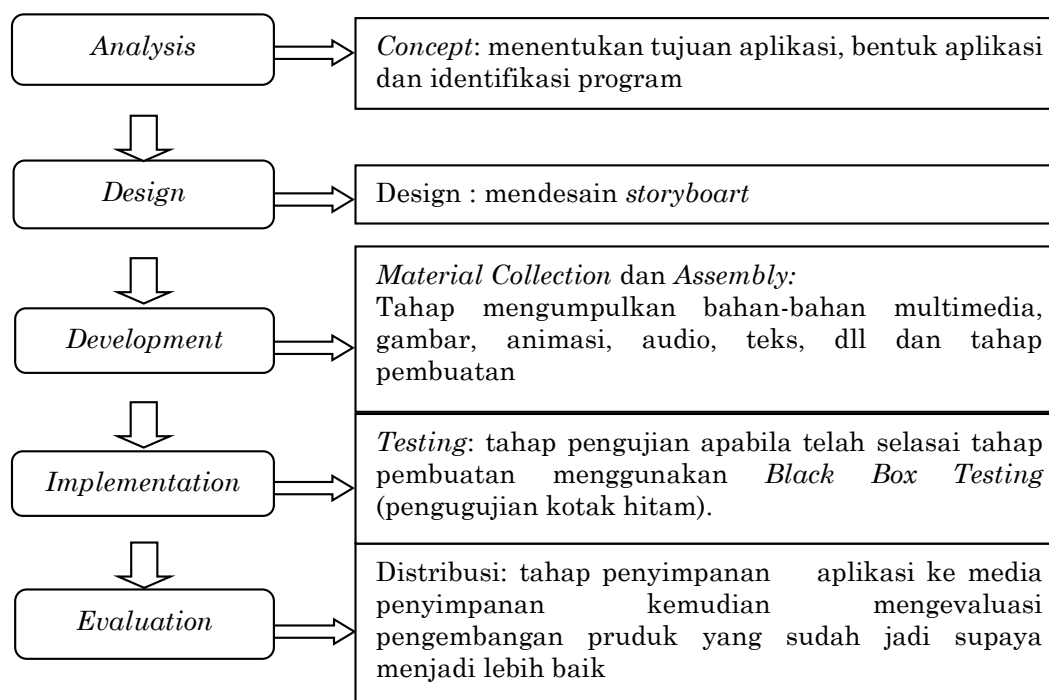 Analysis
Concept: menentukan tujuan aplikasi, bentuk aplikasi
dan identifikasi program
Design
Design : mendesain storyboart
Development
Material Collection dan Assembly:
Tahap mengumpulkan bahan-bahan multimedia,
gambar, animasi, audio, teks, dll dan tahap
pembuatan
Implementation
Testing: tahap pengujian apabila telah selasai tahap
pembuatan menggunakan Black Box Testing
(pengugujian kotak hitam).
Evaluation
Distribusi: tahap penyimpanan aplikasi ke media
penyimpanan kemudian mengevaluasi
pengembangan pruduk yang sudah jadi supaya
menjadi lebih baik